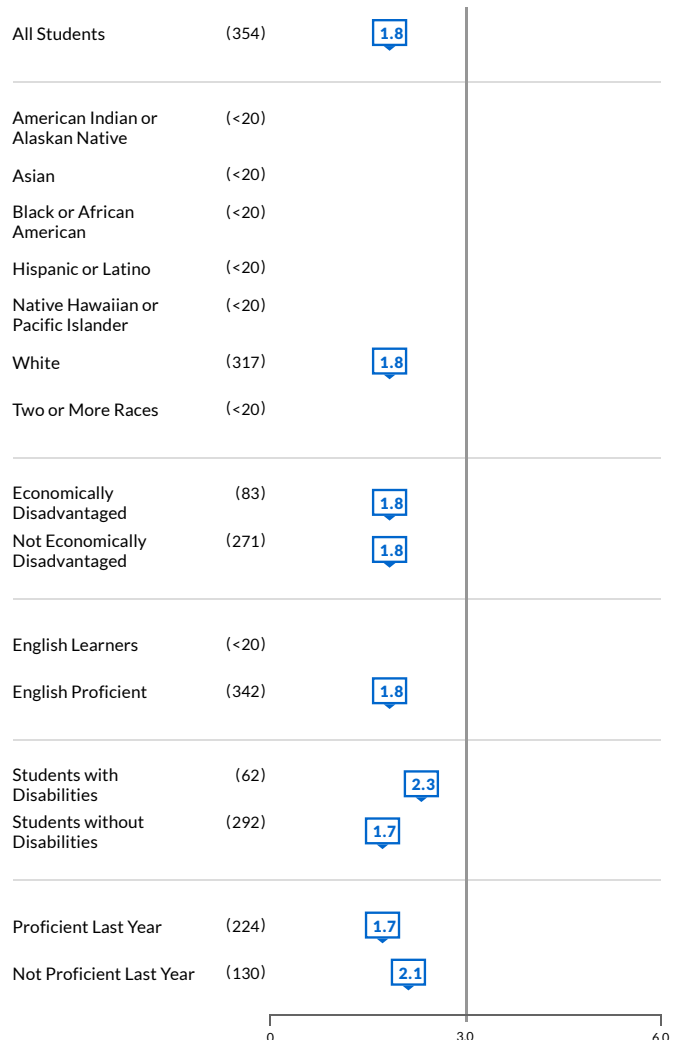 All Students (354) 1.8
American Indian or (<20)
Alaskan Native
Asian (<20)
Black or African (<20)
American
Hispanic or Latino (<20)
Native Hawaiian or (<20)
Pacific Islander
White (317) 1.8
Two or More Races (<20)
Economically (83) 1.8
Disadvantaged
Not Economically (271) 1.8
Disadvantaged
English Learners (<20)
English Proficient (342) 1.8
Students with (62) 2.3
Disabilities
Students without (292) 1.7
Disabilities
Proficient Last Year (224) 1.7
Not Proficient Last Year (130) 2.1
0 3.0 6.0